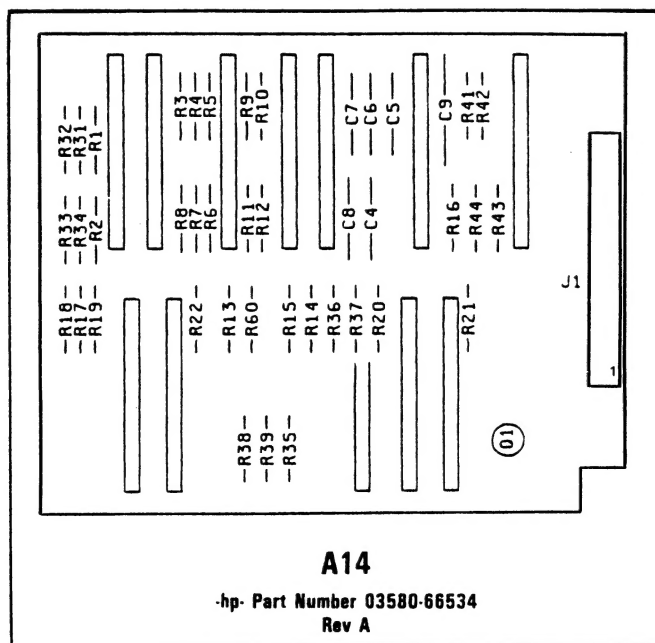 R3 R4 R5 R9 R10 C7 C6 C5 C9 R41 R42
R32 R31 R1
R33 R34 R2 R8 R7 R6 R11 R12 C8 C4 R16 R44 R43
R18 R17 R19 R22 R13 R60 R15 R14 R36 R37 R20 R21
J1
1
R38 R39 R35
Q1
A14
-hp- Part Number 03580-66534
Rev A